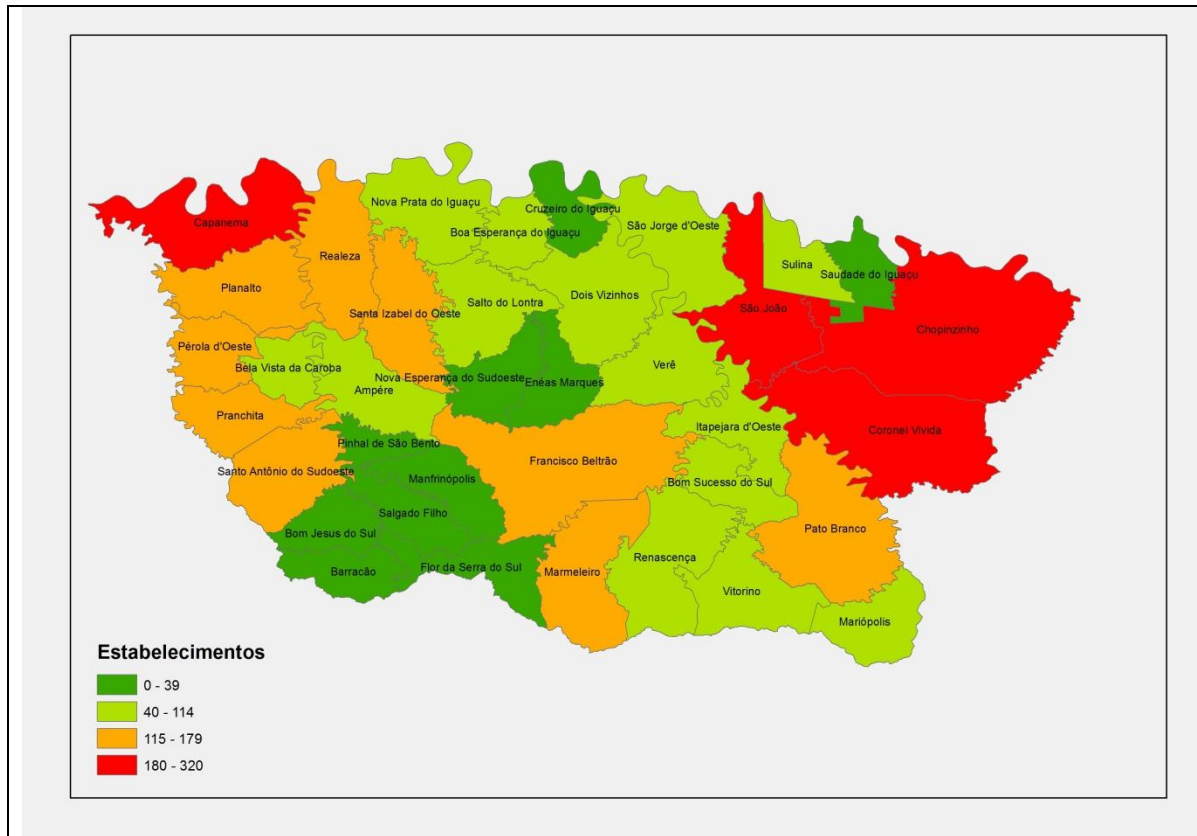 Nova Prata do Iguaçu
Cruzeiro do Iguaçu
Capanema
Boa Esperança do Iguaçu
São Jorge d'Oeste
Realeza
Sulina
Saudade do Iguaçu
Planalto
Dois Vizinhos
Salto do Lontra
São João
Santa Izabel do Oeste
Chopinzinho
Pérola d'Oeste
Verê
Bela Vista da Caroba
Nova Esperança do Sudoeste
Enéas Marques
Ampére
Pranchita
Itapejara d'Oeste
Coronel Vivida
Pinhal de São Bento
Francisco Beltrão
Santo Antônio do Sudoeste
Manfrinópolis
Bom Sucesso do Sul
Salgado Filho
Pato Branco
Bom Jesus do Sul
Renascença
Flor da Serra do Sul
Barracão
Marmeleiro
Vitorino
Mariópolis
Estabelecimentos
0 - 39
40 - 114
115 - 179
180 - 320